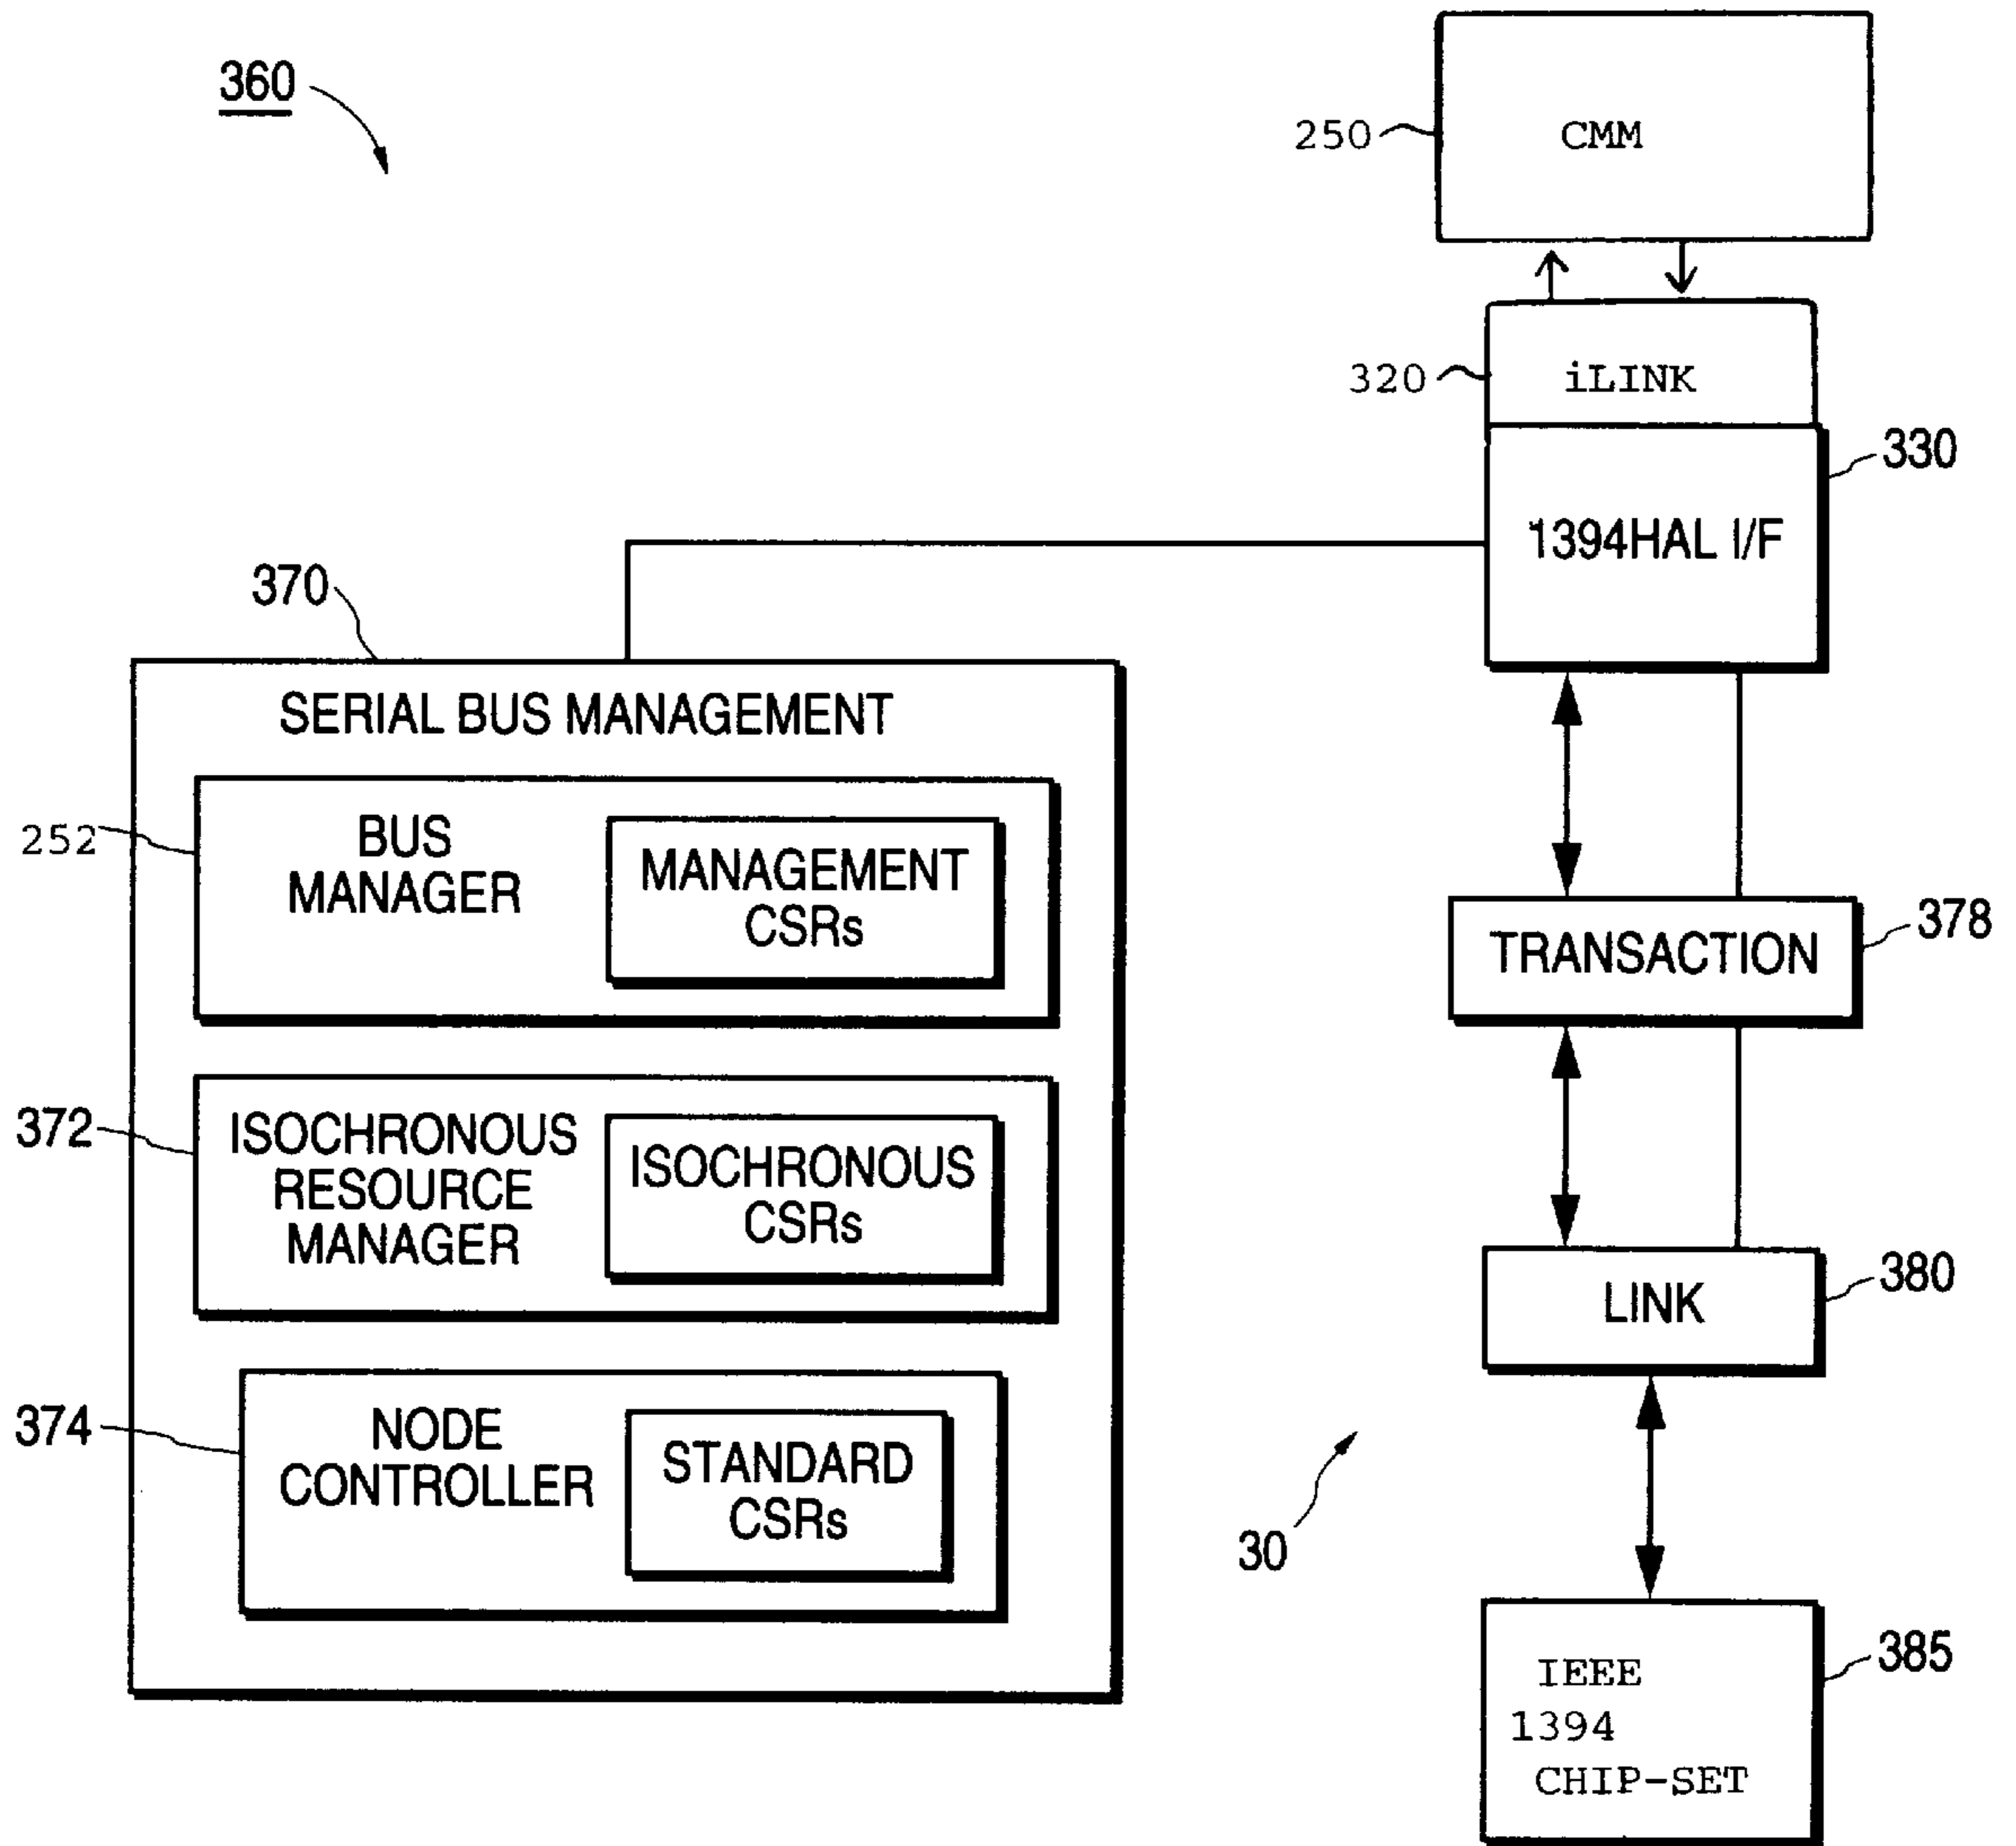 360
250
CMM
320
iLINK
330
1394HAL I/F
370
SERIAL BUS MANAGEMENT
252
BUS
MANAGER
MANAGEMENT
CSRs
378
TRANSACTION
372
ISOCHRONOUS
RESOURCE
MANAGER
ISOCHRONOUS
CSRs
380
LINK
374
NODE
CONTROLLER
STANDARD
CSRs
30
385
IEEE
1394
CHIP-SET